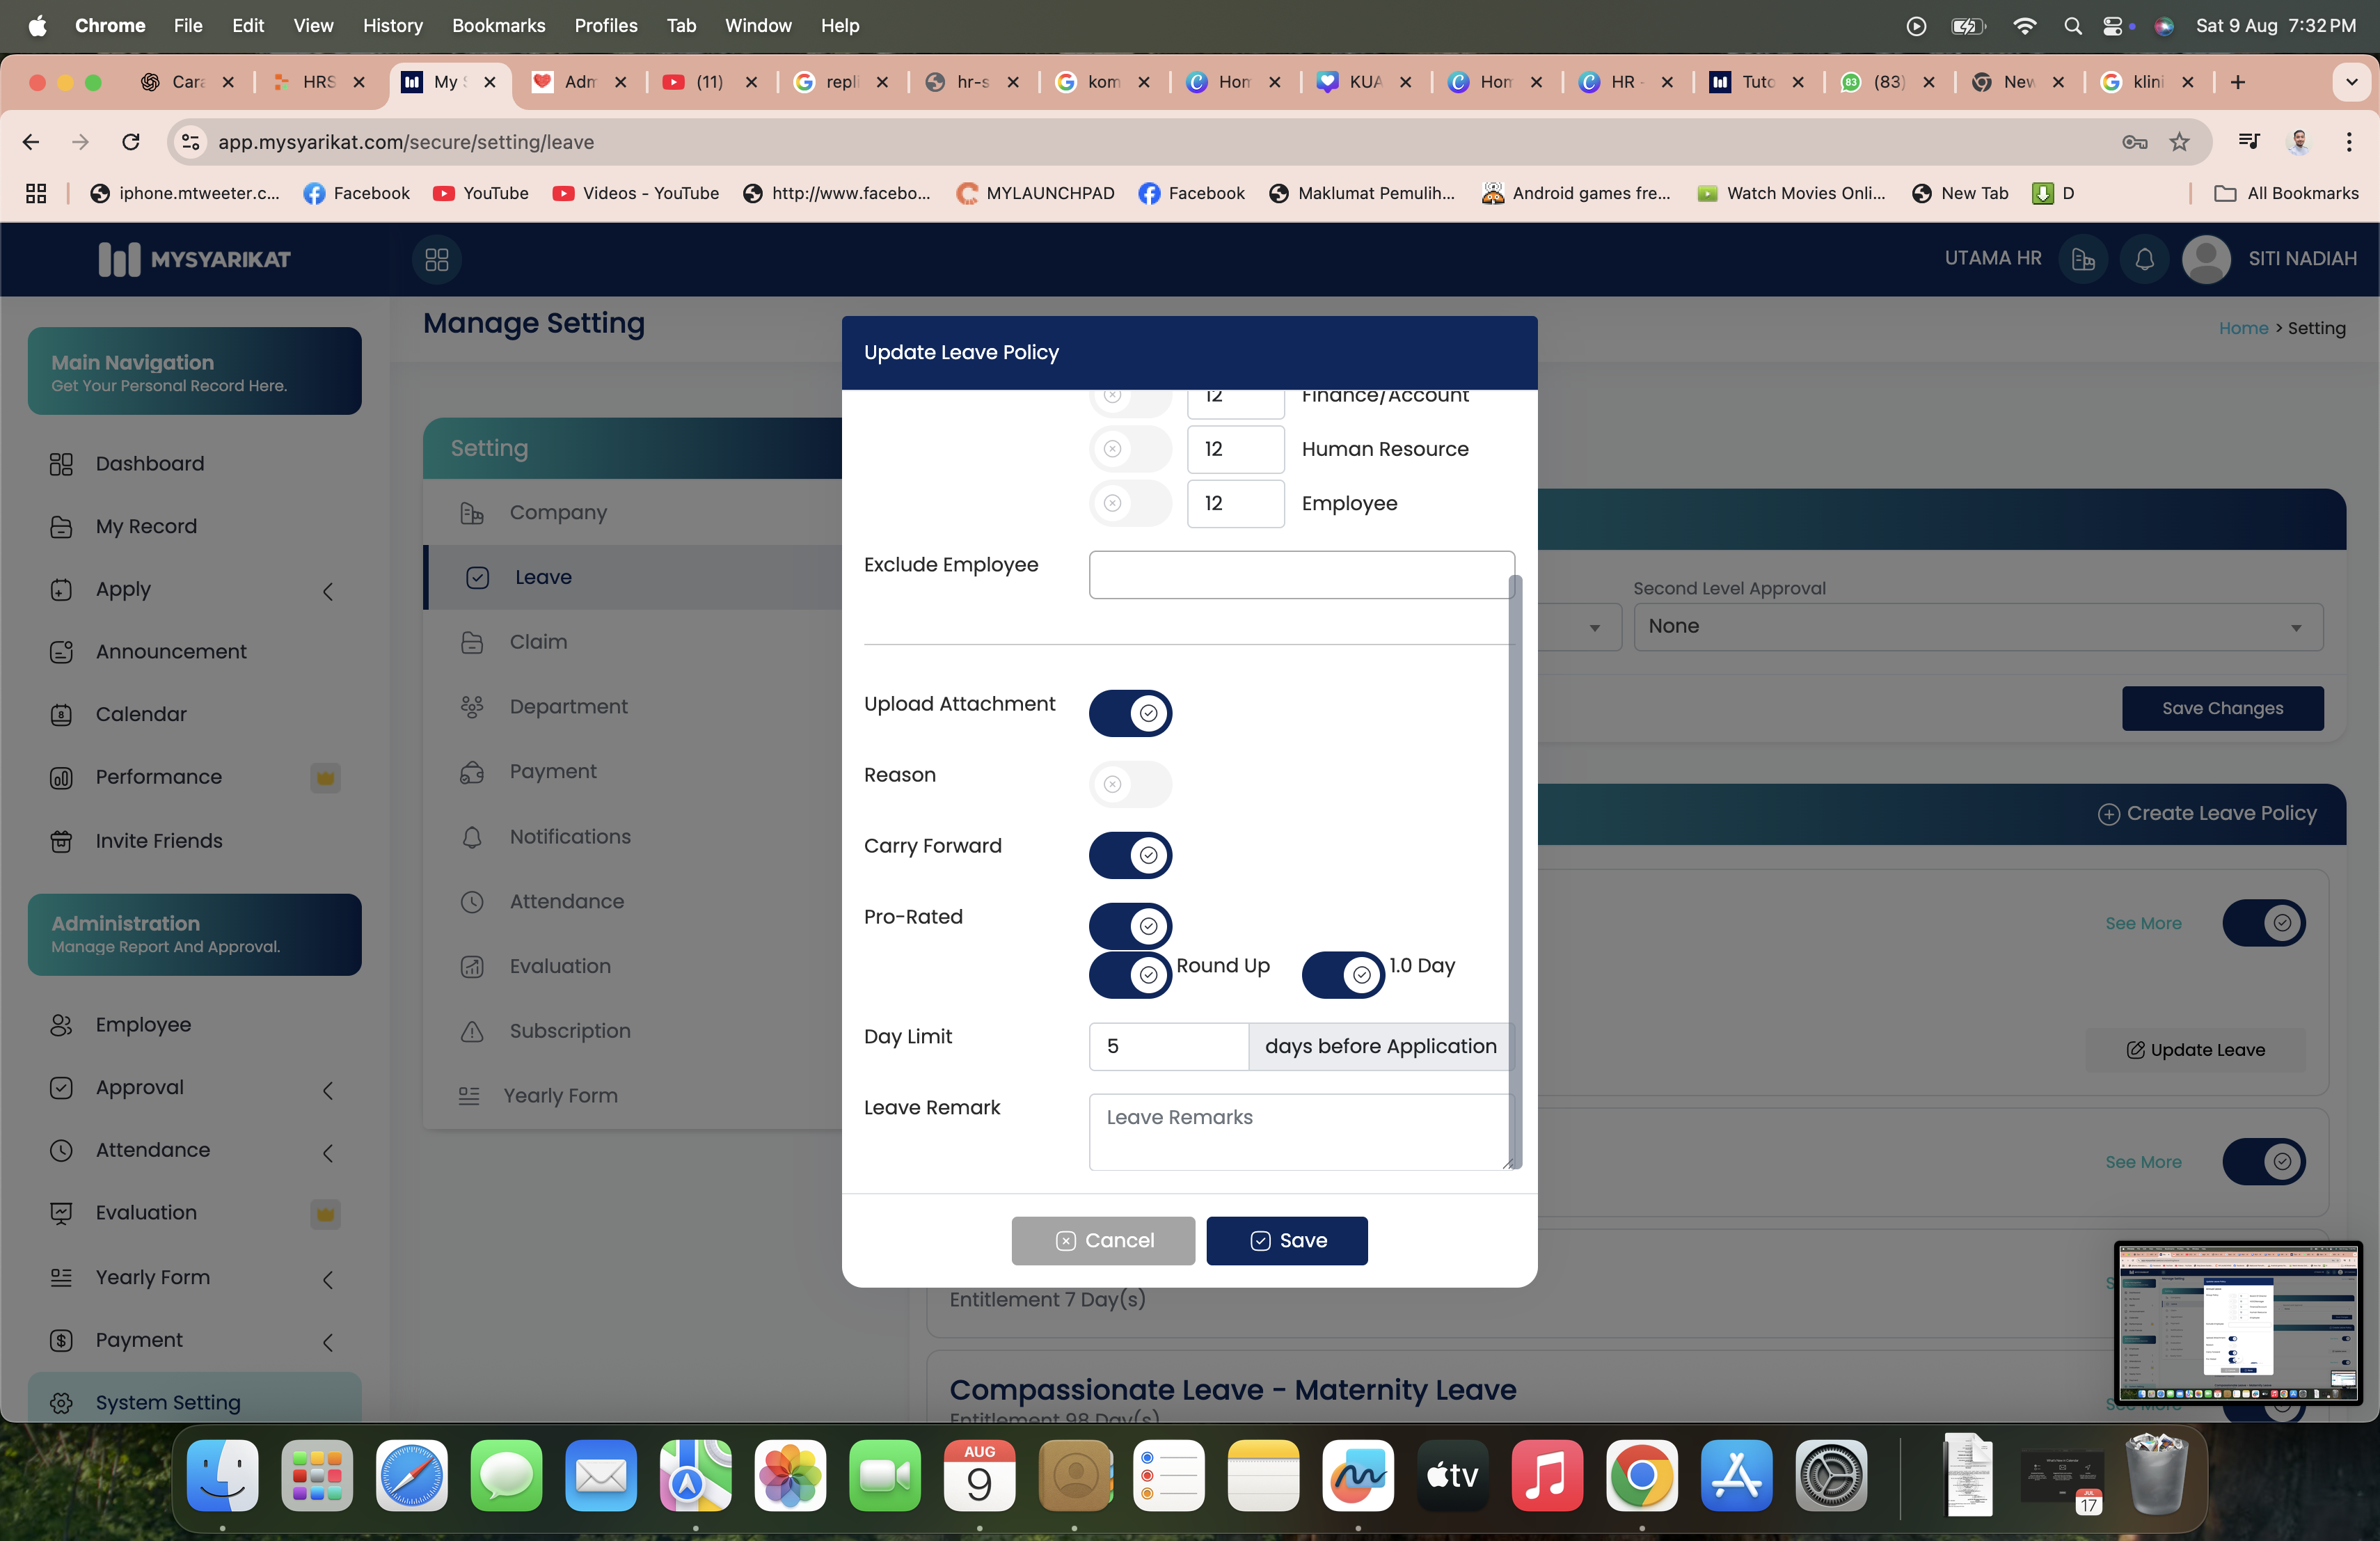 Chrome File Edit View History Bookmarks Profiles Tab Window Help Sat 9 Aug 7:32 PM
Cara HRS My S Adm (11) repli hr-s kom Hom KUA Hom HR - Tuto (83) New klini
app.mysyarikat.com/secure/setting/leave
iphone.mtweeter.c... Facebook YouTube Videos - YouTube http://www.facebo... MYLAUNCHPAD Facebook Maklumat Pemulih... Android games fre... Watch Movies Onli... New Tab D All Bookmarks
MYSYARIKAT UTAMA HR SITI NADIAH
Manage Setting
Home > Setting
Main Navigation
Get Your Personal Record Here.
Dashboard
My Record
Apply
Announcement
Calendar
Performance
Invite Friends
Administration
Manage Report And Approval.
Employee
Approval
Attendance
Evaluation
Yearly Form
Payment
System Setting
Setting
Company
Leave
Claim
Department
Payment
Notifications
Attendance
Evaluation
Subscription
Yearly Form
Update Leave Policy
12 Finance/Account
12 Human Resource
12 Employee
Exclude Employee
Upload Attachment
Reason
Carry Forward
Pro-Rated
Round Up 1.0 Day
Day Limit 5 days before Application
Leave Remark Leave Remarks
Cancel Save
Second Level Approval
None
Save Changes
Create Leave Policy
See More
Update Leave
See More
Entitlement 7 Day(s)
Compassionate Leave - Maternity Leave
Entitlement 98 Day(s)
See More
AUG
9
tv
JUL
17